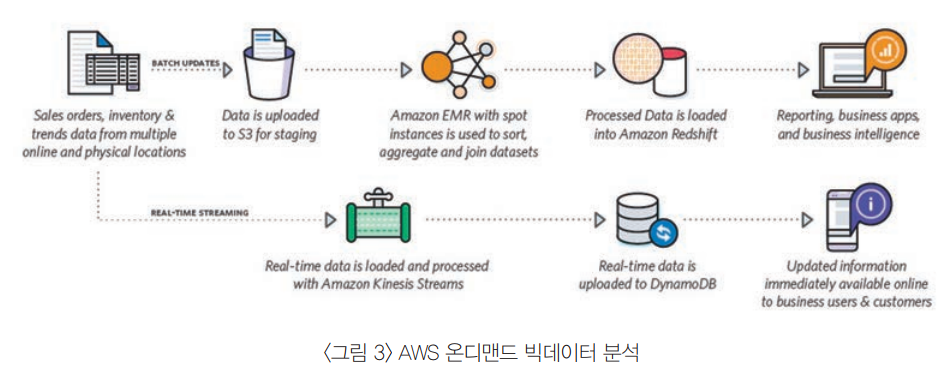 BATCH UPDATES
Sales orders, inventory &
trends data from multiple
online and physical locations
Data is uploaded
to S3 for staging
Amazon EMR with spot
instances is used to sort,
aggregate and join datasets
Processed Data is loaded
into Amazon Redshift
Reporting, business apps,
and business intelligence
REAL-TIME STREAMING
Real-time data is loaded and processed
with Amazon Kinesis Streams
Real-time data is
uploaded to DynamoDB
i
Updated information
immediately available online
to business users & customers
<그림 3> AWS 온디맨드 빅데이터 분석